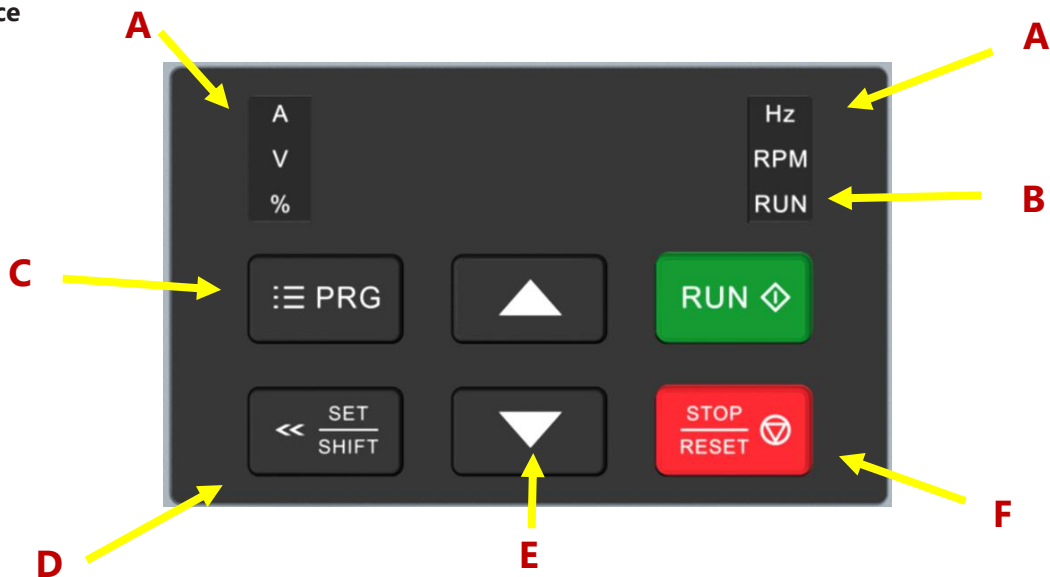 ce
A
A
A
V
%
Hz
RPM
RUN
B
C
PRG
RUN
<< SET
SHIFT
STOP
RESET
D
E
F